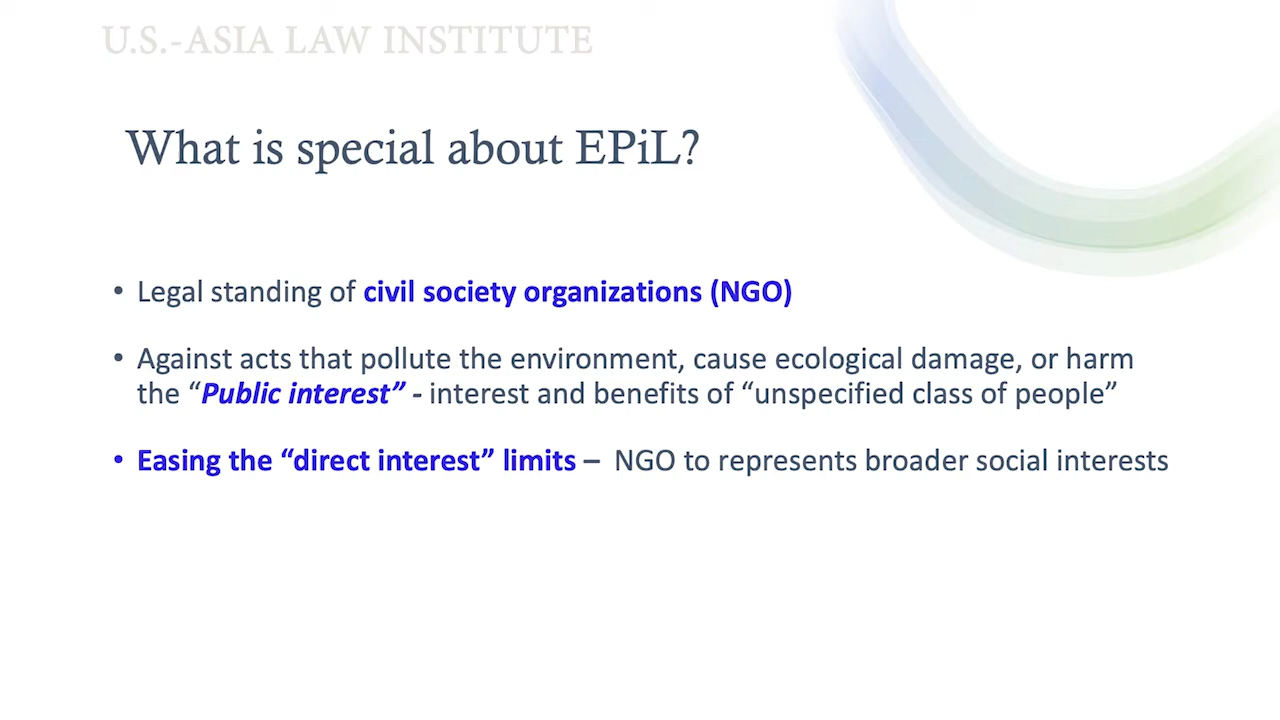 U.S.-ASIA LAW INSTITUTE
What is special about EPiL?
• Legal standing of civil society organizations (NGO)
• Against acts that pollute the environment, cause ecological damage, or harm
the “Public interest” - interest and benefits of “unspecified class of people”
• Easing the “direct interest” limits – NGO to represents broader social interests